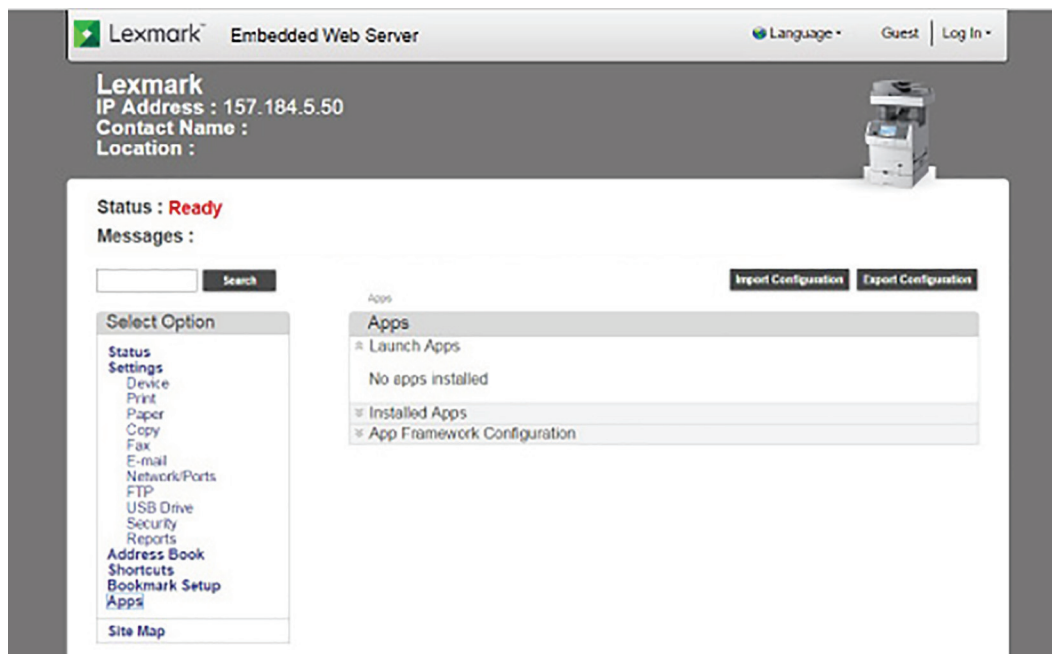 Lexmark™ Embedded Web Server Language Guest Log In
Lexmark
IP Address : 157.184.5.50
Contact Name :
Location :
Status : Ready
Messages :
Search Import Configuration Export Configuration
Apps
Select Option
Status
Settings
Device
Print
Paper
Copy
Fax
E-mail
Network/Ports
FTP
USB Drive
Security
Reports
Address Book
Shortcuts
Bookmark Setup
Apps
Site Map
Apps
Launch Apps
No apps installed
Installed Apps
App Framework Configuration